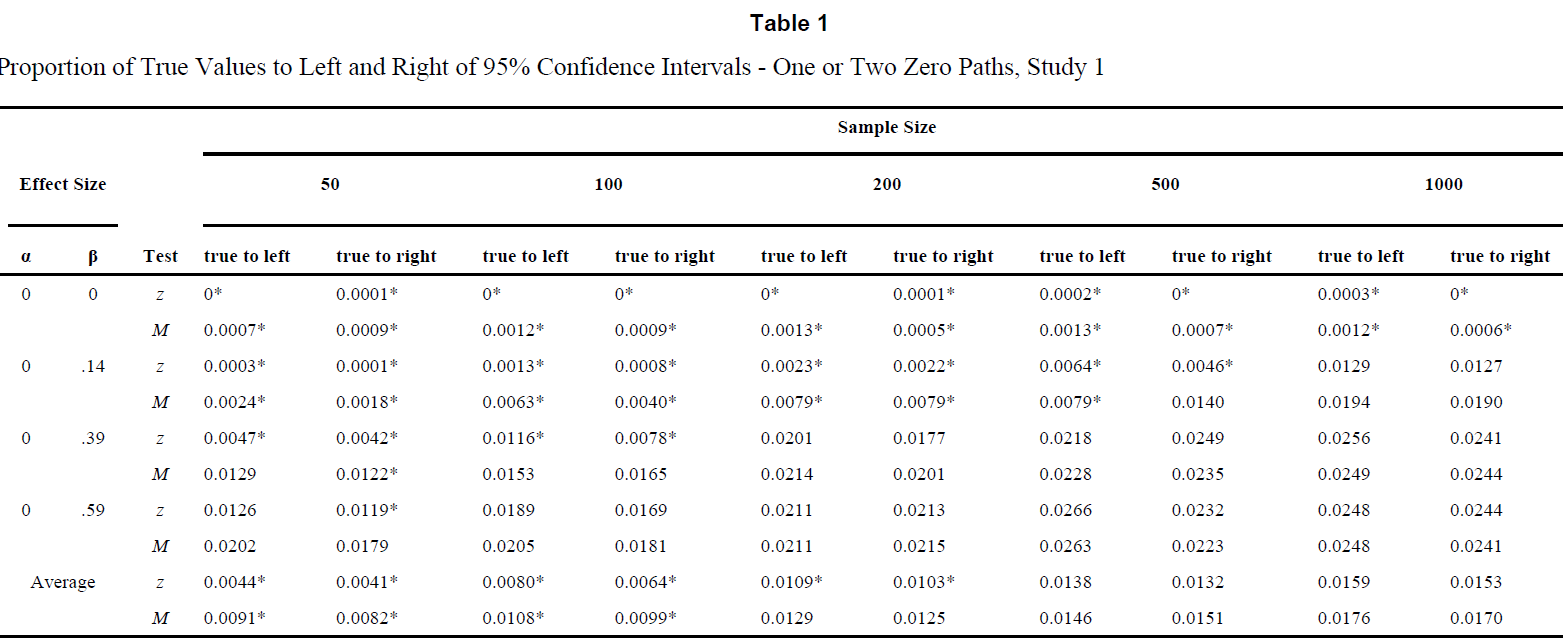 Table 1
Proportion of True Values to Left and Right of 95% Confidence Intervals - One or Two Zero Paths, Study 1
Sample Size
Effect Size 50 100 200 500 1000
α β Test true to left true to right true to left true to right true to left true to right true to left true to right true to left true to right
0 0 z 0* 0.0001* 0* 0* 0* 0.0001* 0.0002* 0* 0.0003* 0*
M 0.0007* 0.0009* 0.0012* 0.0009* 0.0013* 0.0005* 0.0013* 0.0007* 0.0012* 0.0006*
0 .14 z 0.0003* 0.0001* 0.0013* 0.0008* 0.0023* 0.0022* 0.0064* 0.0046* 0.0129 0.0127
M 0.0024* 0.0018* 0.0063* 0.0040* 0.0079* 0.0079* 0.0079* 0.0140 0.0194 0.0190
0 .39 z 0.0047* 0.0042* 0.0116* 0.0078* 0.0201 0.0177 0.0218 0.0249 0.0256 0.0241
M 0.0129 0.0122* 0.0153 0.0165 0.0214 0.0201 0.0228 0.0235 0.0249 0.0244
0 .59 z 0.0126 0.0119* 0.0189 0.0169 0.0211 0.0213 0.0266 0.0232 0.0248 0.0244
M 0.0202 0.0179 0.0205 0.0181 0.0211 0.0215 0.0263 0.0223 0.0248 0.0241
Average z 0.0044* 0.0041* 0.0080* 0.0064* 0.0109* 0.0103* 0.0138 0.0132 0.0159 0.0153
M 0.0091* 0.0082* 0.0108* 0.0099* 0.0129 0.0125 0.0146 0.0151 0.0176 0.0170